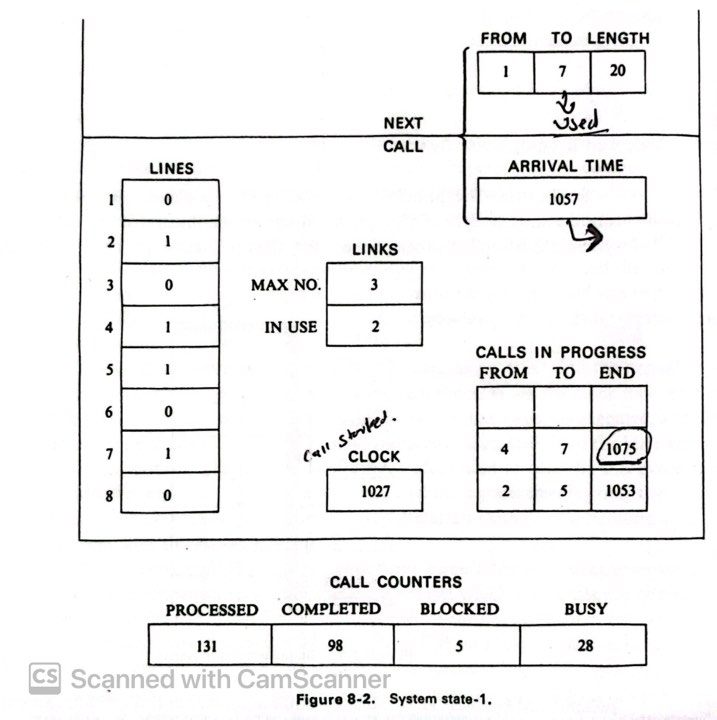 FROM TO LENGTH
1 7 20
Used
NEXT
CALL
ARRIVAL TIME
1057
LINES
1 0
2 1
3 0
4 1
5 1
6 0
7 1
8 0
LINKS
MAX NO. 3
IN USE 2
CALLS IN PROGRESS
FROM TO END
4 7 1075
2 5 1053
Call started.
CLOCK
1027
CALL COUNTERS
PROCESSED COMPLETED BLOCKED BUSY
131 98 5 28
CS Scanned with CamScanner
Figure 8-2. System state-1.